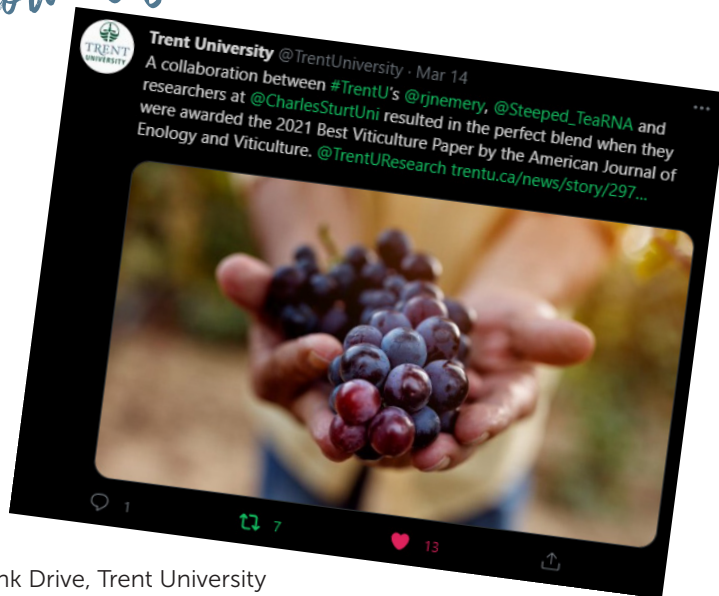 TRENT
UNIVERSITY
Trent University @TrentUniversity · Mar 14
A collaboration between #TrentU's @rjnemery, @Steeped_TeaRNA and
researchers at @CharlesSturtUni resulted in the perfect blend when they
were awarded the 2021 Best Viticulture Paper by the American Journal of
Enology and Viticulture. @TrentUResearch trentu.ca/news/story/297...
1 7 13
nk Drive, Trent University